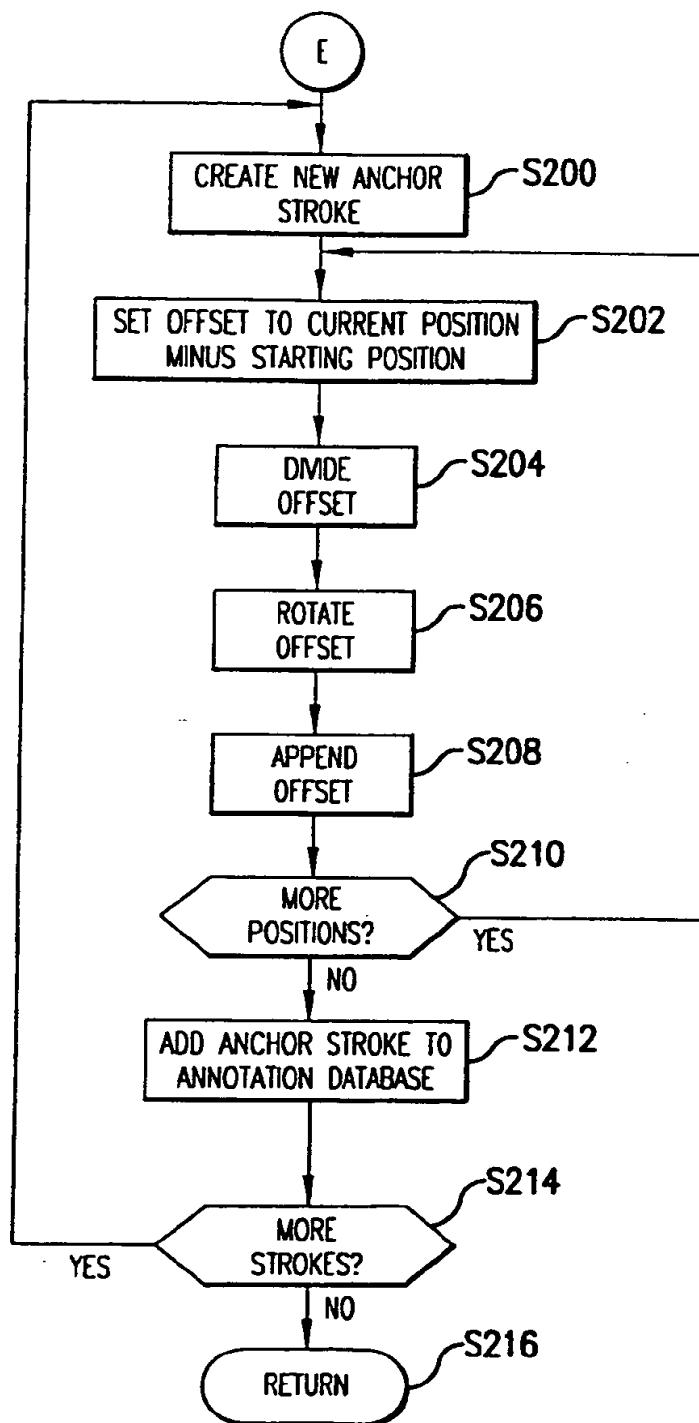 E
CREATE NEW ANCHOR
STROKE
S200
SET OFFSET TO CURRENT POSITION
MINUS STARTING POSITION
S202
DIVIDE
OFFSET
S204
ROTATE
OFFSET
S206
APPEND
OFFSET
S208
S210
MORE
POSITIONS?
YES
NO
ADD ANCHOR STROKE TO
ANNOTATION DATABASE
S212
S214
MORE
STROKES?
YES
NO
RETURN
S216